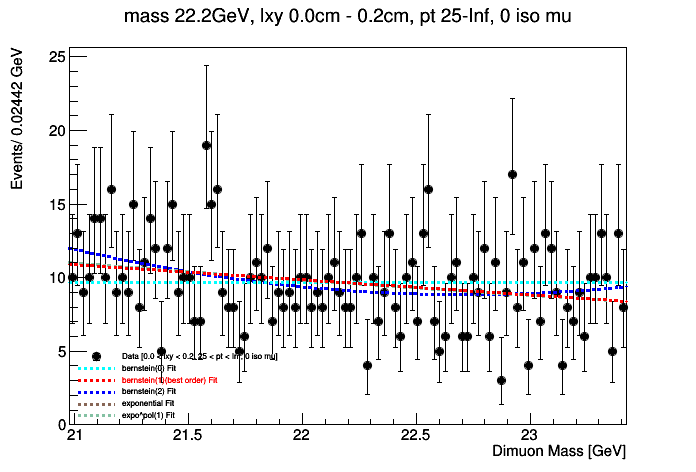 mass 22.2GeV, lxy 0.0cm - 0.2cm, pt 25-Inf, 0 iso mu
Events/ 0.02442 GeV
25
20
15
10
5
0
Data [0.0 < lxy < 0.2, 25 < pt < Inf, 0 iso mu]
bernstein(0) Fit
bernstein(1)(best order) Fit
bernstein(2) Fit
exponential Fit
expo*pol(1) Fit
21 21.5 22 22.5 23
Dimuon Mass [GeV]